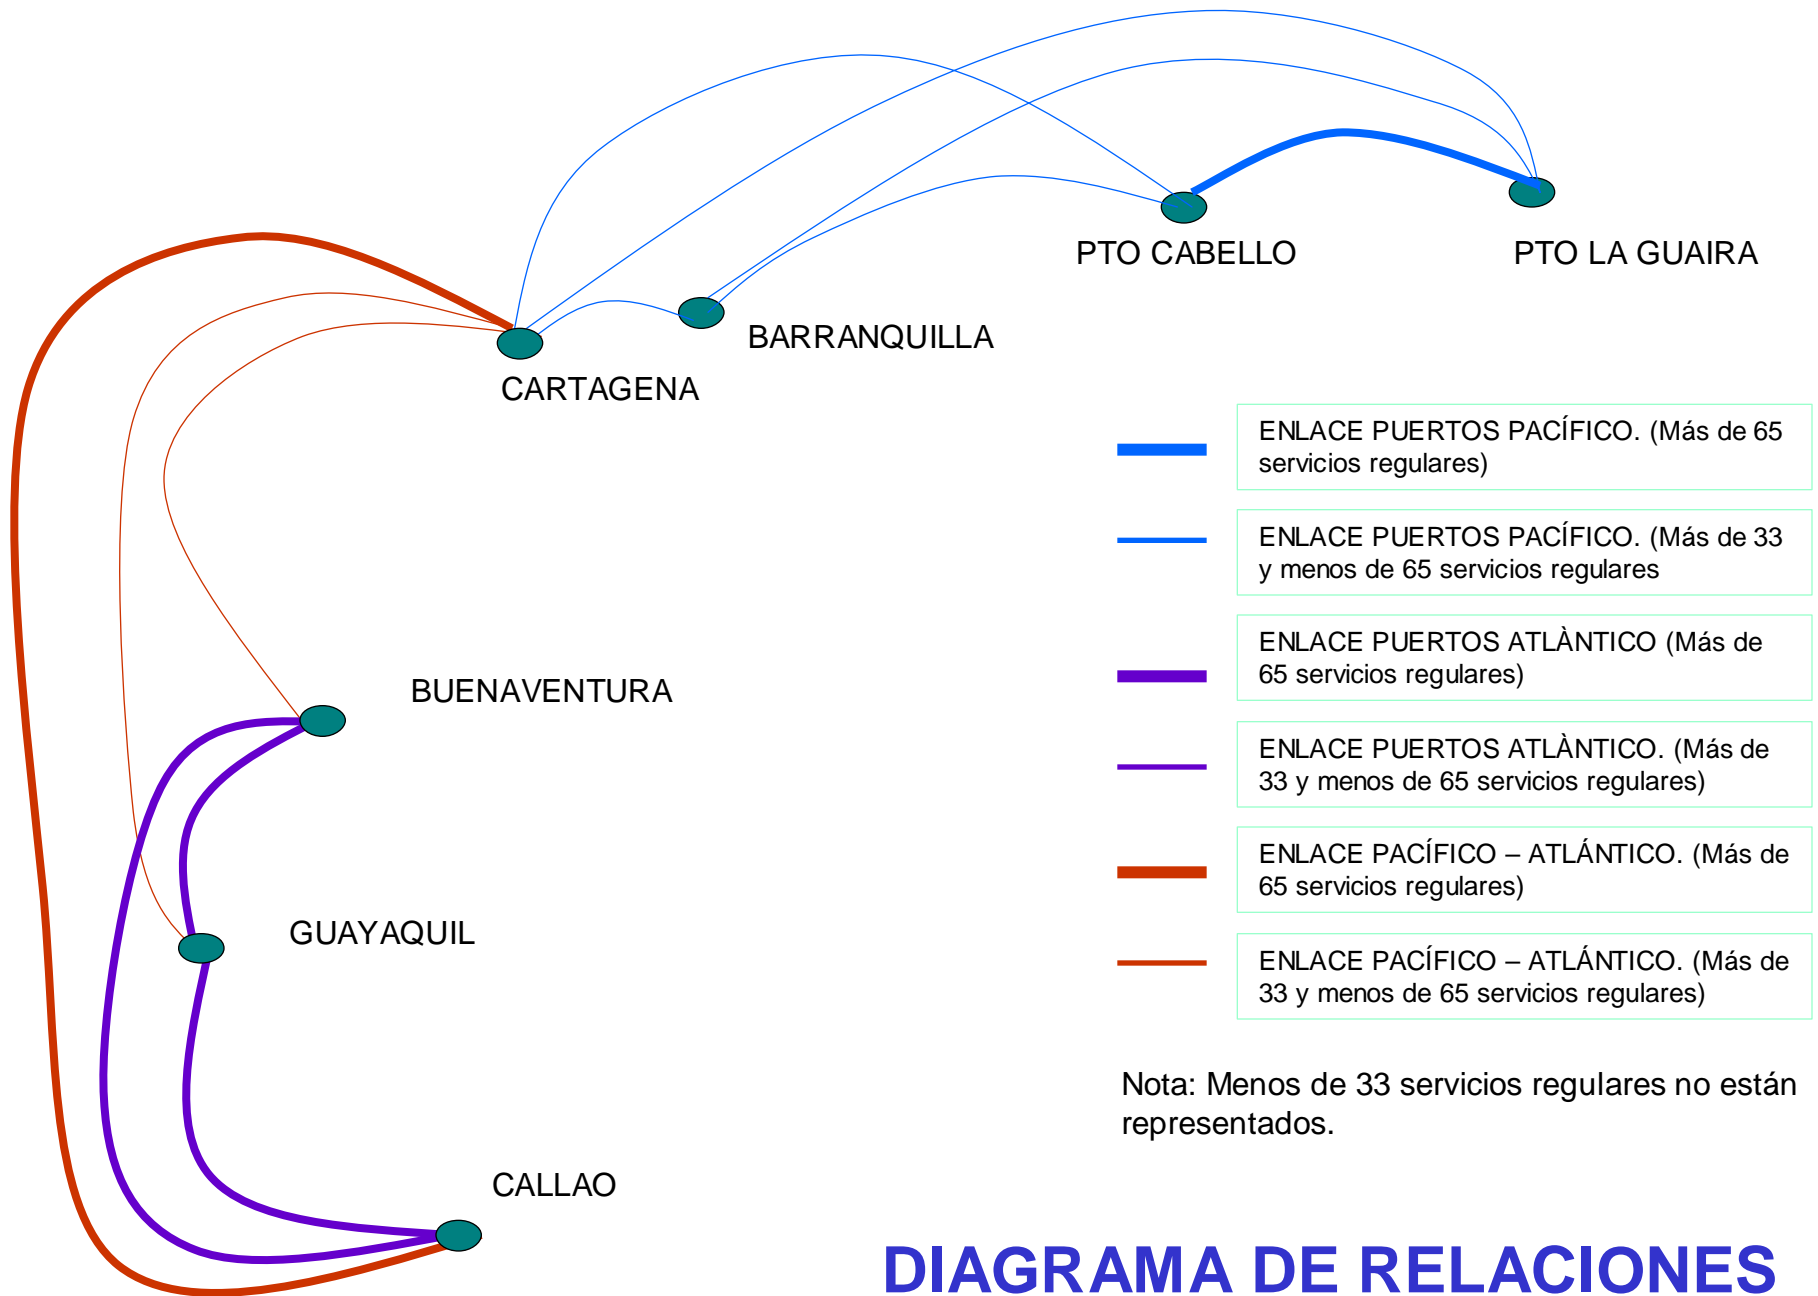 PTO CABELLO
PTO LA GUAIRA
BARRANQUILLA
CARTAGENA
ENLACE PUERTOS PACÍFICO. (Más de 65
servicios regulares)
ENLACE PUERTOS PACÍFICO. (Más de 33
y menos de 65 servicios regulares
ENLACE PUERTOS ATLÀNTICO (Más de
65 servicios regulares)
BUENAVENTURA
ENLACE PUERTOS ATLÀNTICO. (Más de
33 y menos de 65 servicios regulares)
ENLACE PACÍFICO – ATLÁNTICO. (Más de
65 servicios regulares)
GUAYAQUIL
ENLACE PACÍFICO – ATLÁNTICO. (Más de
33 y menos de 65 servicios regulares)
Nota: Menos de 33 servicios regulares no están
representados.
CALLAO
DIAGRAMA DE RELACIONES